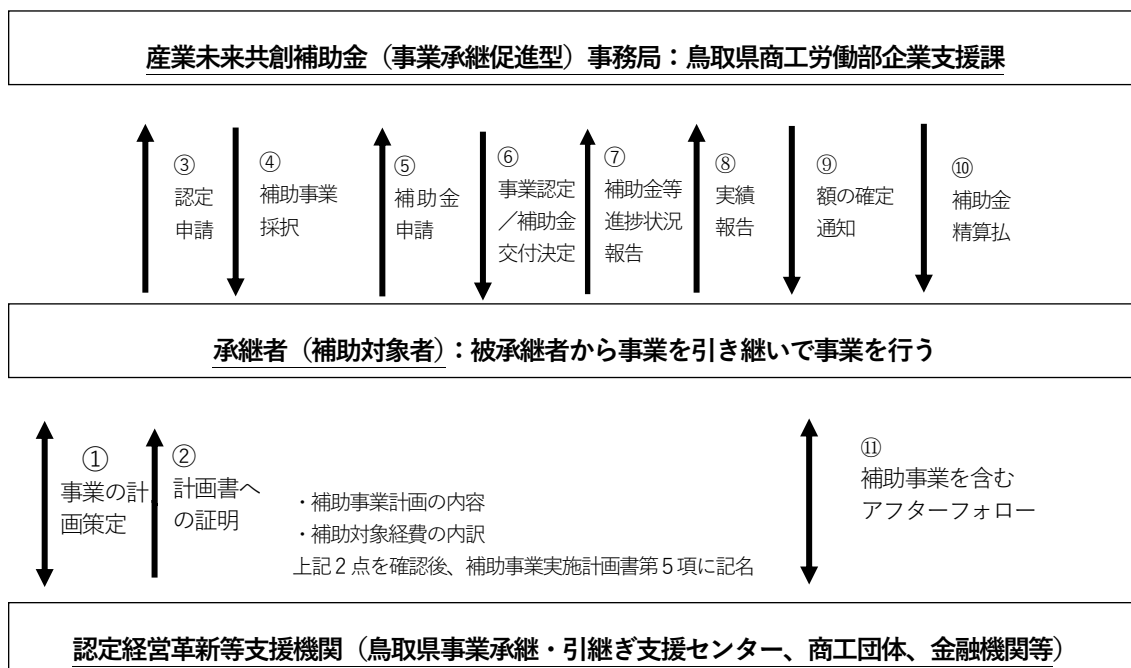 産業未来共創補助金（事業承継促進型）事務局：鳥取県商工労働部企業支援課
③
認定
申請
④
補助事業
採択
⑤
補助金
申請
⑥
事業認定
／補助金
交付決定
⑦
補助金等
進捗状況
報告
⑧
実績
報告
⑨
額の確定
通知
⑩
補助金
精算払
承継者（補助対象者）：被承継者から事業を引き継いで事業を行う
①
事業の計
画策定
②
計画書へ
の証明
・補助事業計画の内容
・補助対象経費の内訳
上記２点を確認後、補助事業実施計画書第５項に記名
⑪
補助事業を含む
アフターフォロー
認定経営革新等支援機関（鳥取県事業承継・引継ぎ支援センター、商工団体、金融機関等）